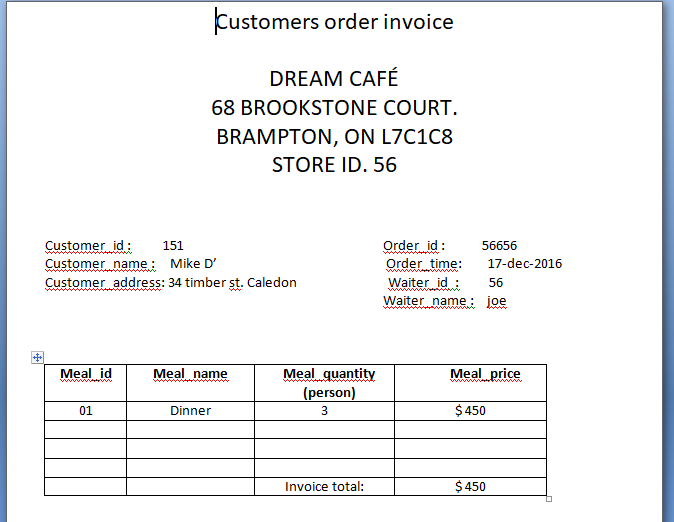 Customers order invoice
DREAM CAFÉ
68 BROOKSTONE COURT.
BRAMPTON, ON L7C1C8
STORE ID. 56
Customer_id : 151
Customer_name : Mike D’
Customer_address: 34 timber st. Caledon
Order_id : 56656
Order_time: 17-dec-2016
Waiter_id : 56
Waiter_name : joe
Meal_id Meal_name Meal_quantity (person) Meal_price
01 Dinner 3 $ 450
Invoice total: $ 450